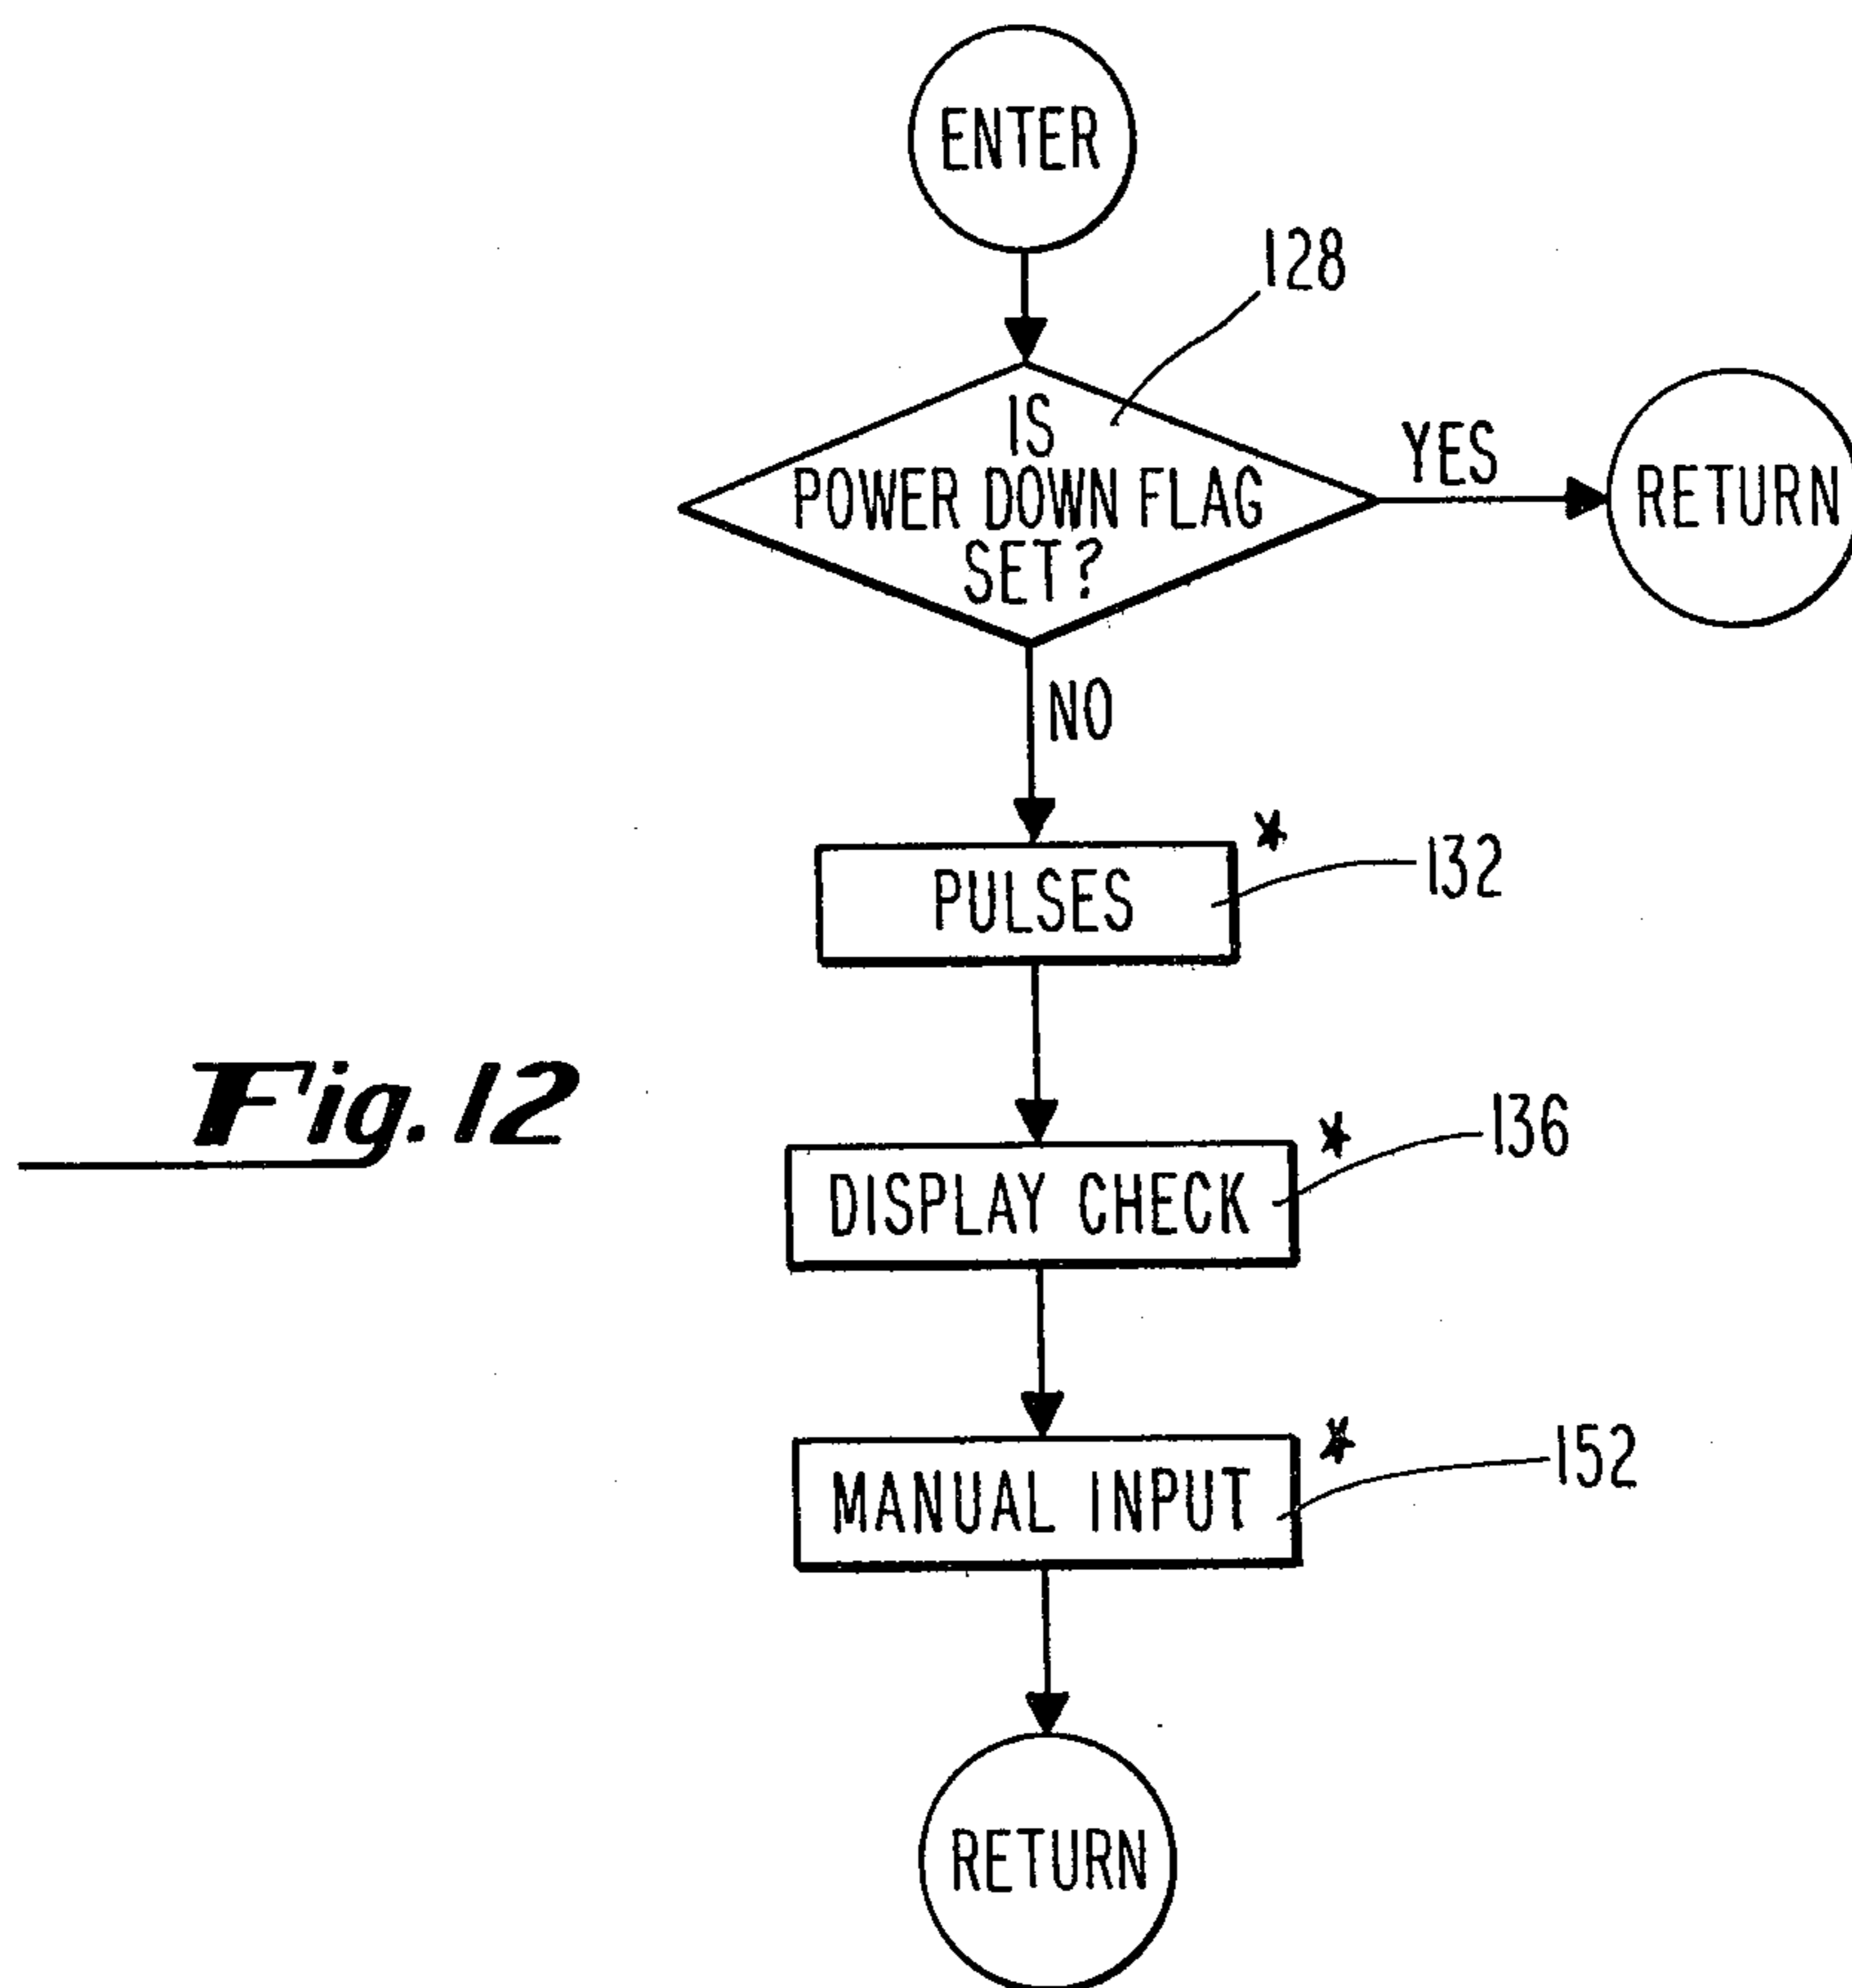 ENTER
128
IS
POWER DOWN FLAG
SET?
YES
RETURN
NO
*
PULSES
132
Fig. 12
*
DISPLAY CHECK
136
*
MANUAL INPUT
152
RETURN